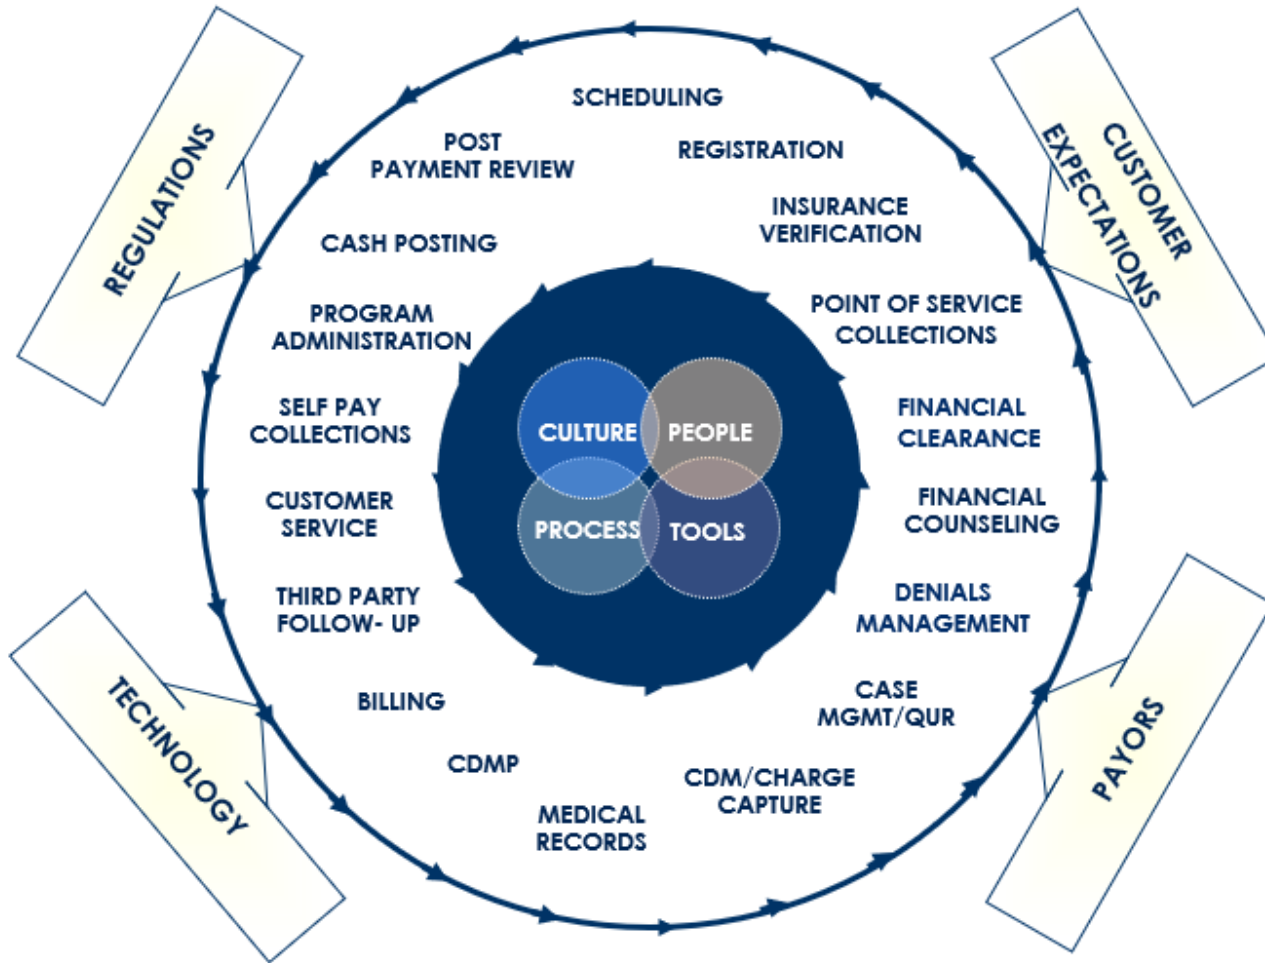 REGULATIONS
CUSTOMER
EXPECTATIONS
SCHEDULING
REGISTRATION
INSURANCE
VERIFICATION
POINT OF SERVICE
COLLECTIONS
FINANCIAL
CLEARANCE
FINANCIAL
COUNSELING
DENIALS
MANAGEMENT
CASE
MGMT/QUR
CDM/CHARGE
CAPTURE
MEDICAL
RECORDS
CDMP
BILLING
THIRD PARTY
FOLLOW- UP
CUSTOMER
SERVICE
SELF PAY
COLLECTIONS
PROGRAM
ADMINISTRATION
CASH POSTING
POST
PAYMENT REVIEW
CULTURE
PEOPLE
PROCESS
TOOLS
TECHNOLOGY
PAYORS